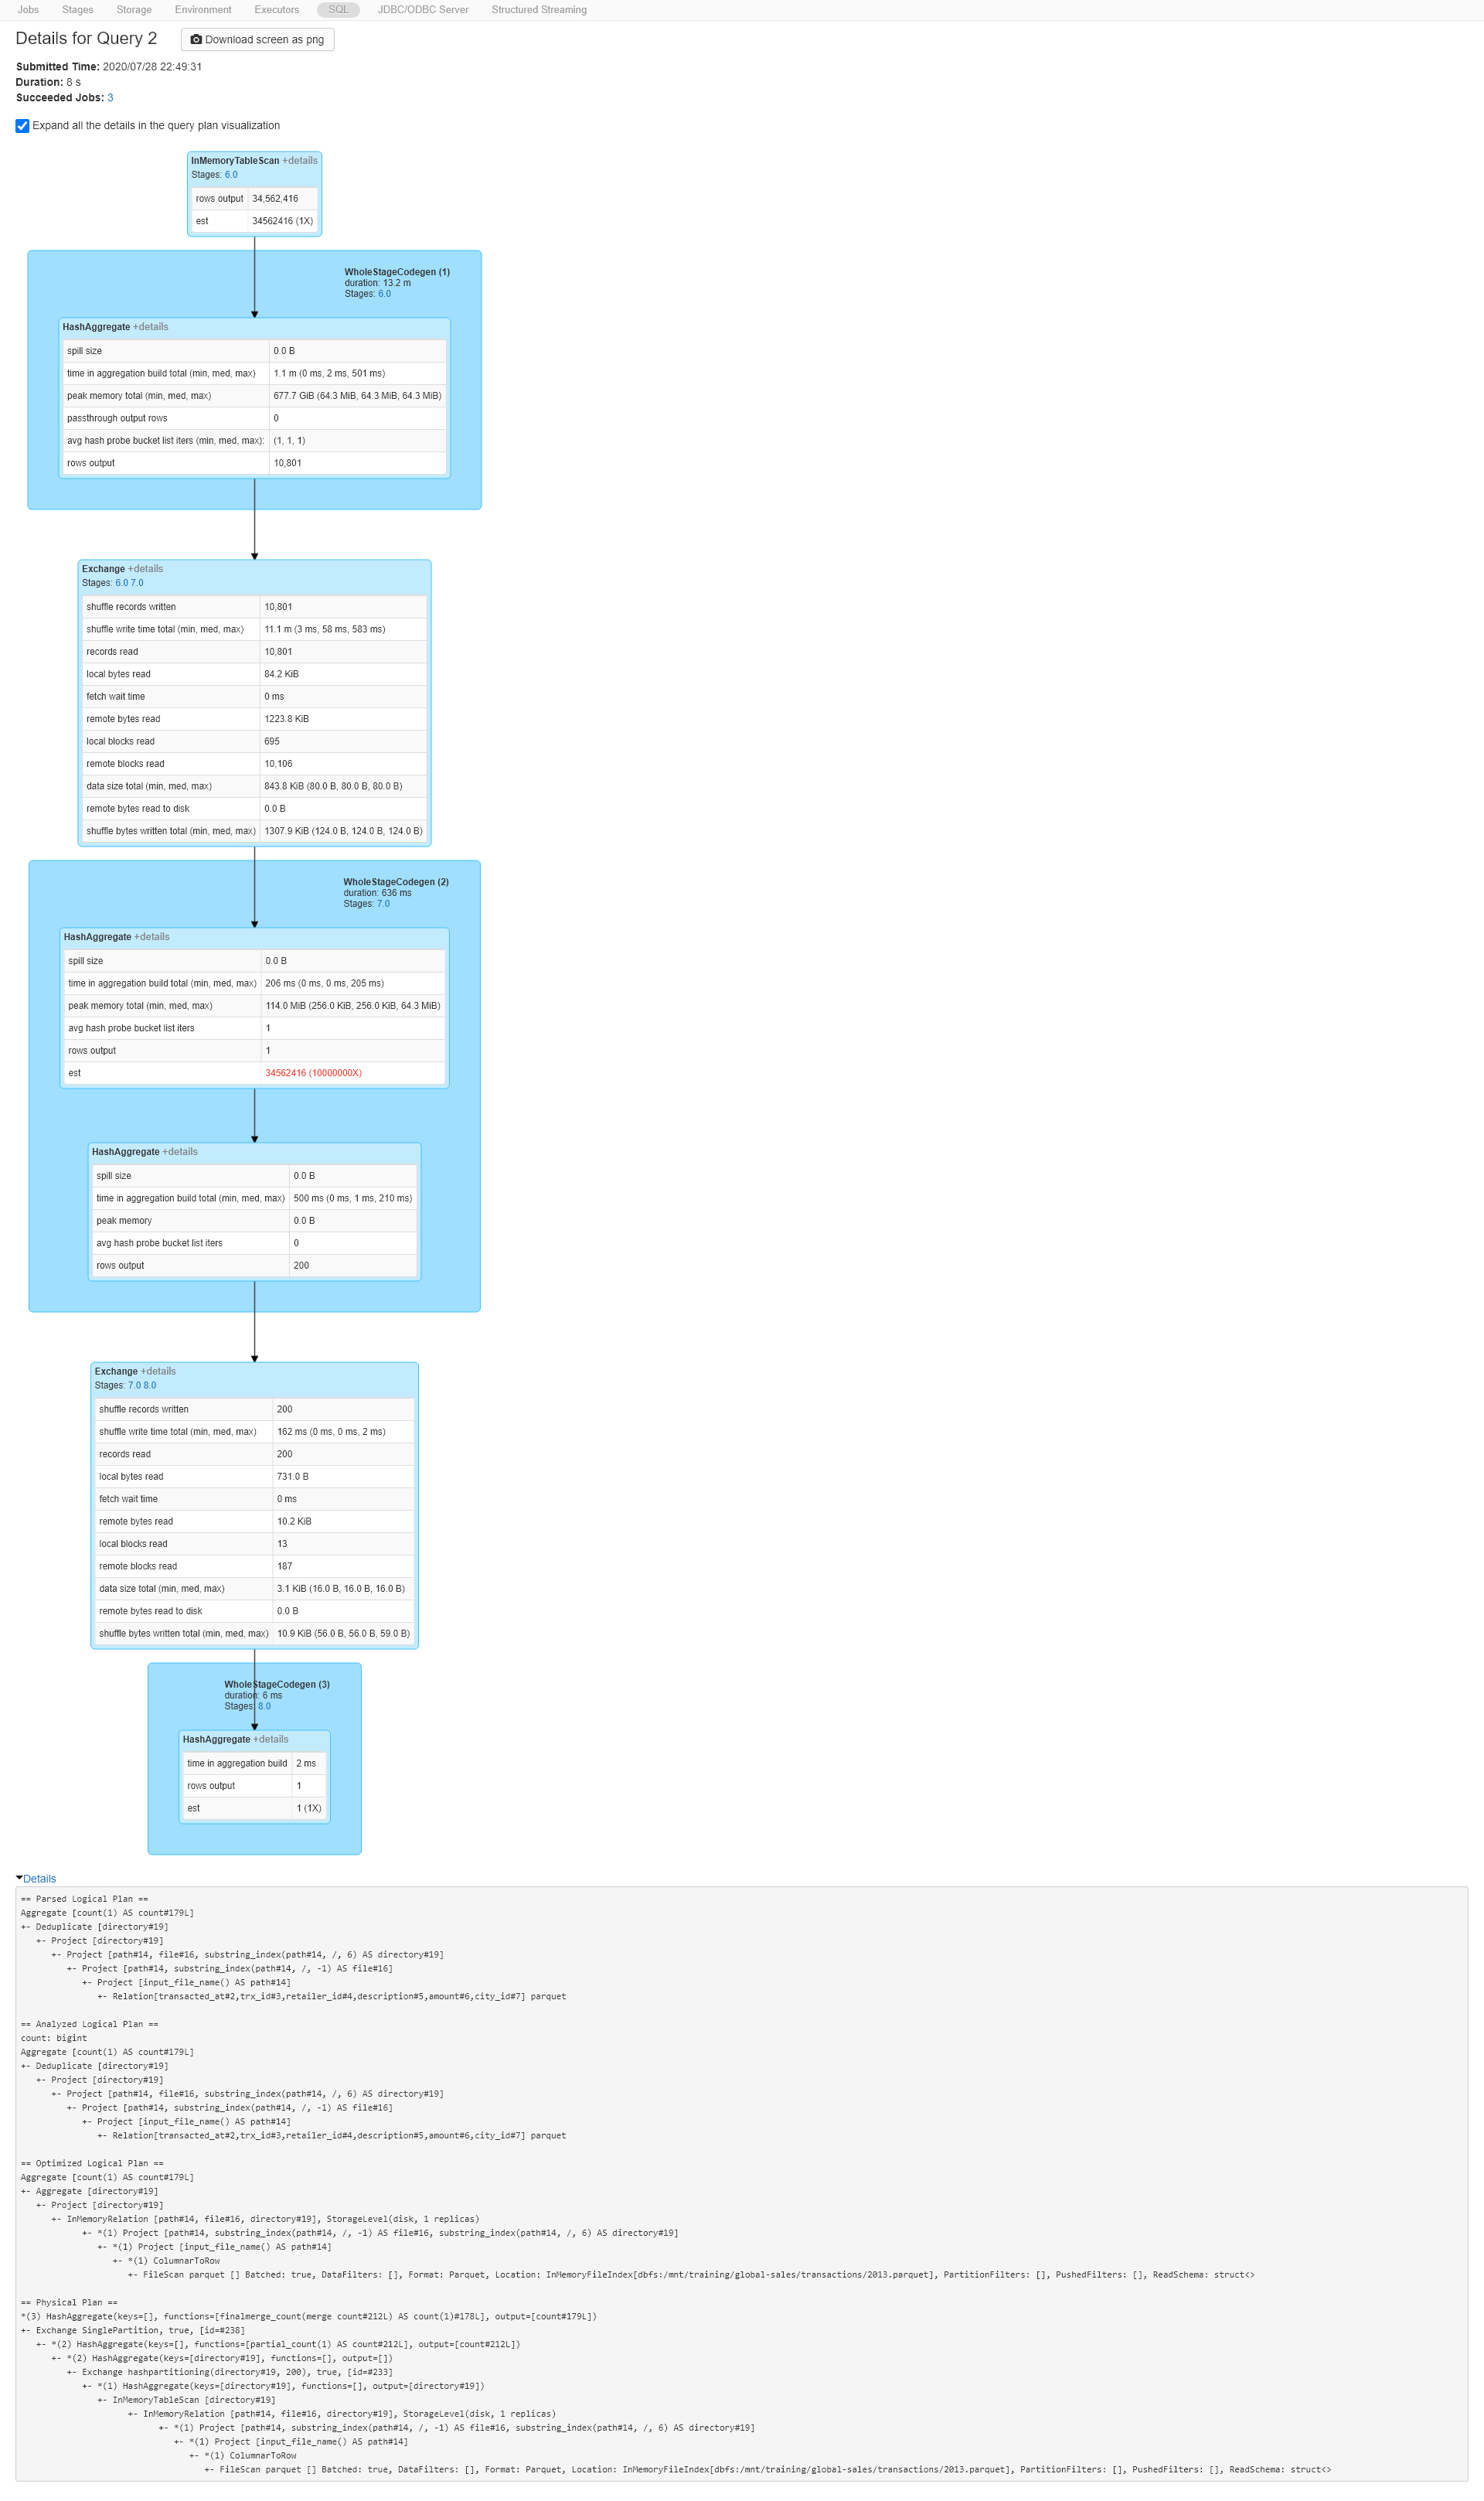 Jobs Stages Storage Environment Executors SQL JDBC/ODBC Server Structured Streaming
Details for Query 2 Download screen as png
Submitted Time: 2020/07/28 22:49:31
Duration: 8 s
Succeeded Jobs: 3
Expand all the details in the query plan visualization
InMemoryTableScan +details
Stages: 6.0
rows output 34,562,416
est 34562416 (1X)
WholeStageCodegen (1)
duration: 13.2 m
Stages: 6.0
HashAggregate +details
spill size 0.0 B
time in aggregation build total (min, med, max) 1.1 m (0 ms, 2 ms, 501 ms)
peak memory total (min, med, max) 677.7 GiB (64.3 MiB, 64.3 MiB, 64.3 MiB)
passthrough output rows 0
avg hash probe bucket list iters (min, med, max): (1, 1, 1)
rows output 10,801
Exchange +details
Stages: 6.0 7.0
shuffle records written 10,801
shuffle write time total (min, med, max) 11.1 m (3 ms, 58 ms, 583 ms)
records read 10,801
local bytes read 84.2 KiB
fetch wait time 0 ms
remote bytes read 1223.8 KiB
local blocks read 695
remote blocks read 10,106
data size total (min, med, max) 843.8 KiB (80.0 B, 80.0 B, 80.0 B)
remote bytes read to disk 0.0 B
shuffle bytes written total (min, med, max) 1307.9 KiB (124.0 B, 124.0 B, 124.0 B)
WholeStageCodegen (2)
duration: 636 ms
Stages: 7.0
HashAggregate +details
spill size 0.0 B
time in aggregation build total (min, med, max) 206 ms (0 ms, 0 ms, 205 ms)
peak memory total (min, med, max) 114.0 MiB (256.0 KiB, 256.0 KiB, 64.3 MiB)
avg hash probe bucket list iters 1
rows output 1
est 34562416 (10000000X)
HashAggregate +details
spill size 0.0 B
time in aggregation build total (min, med, max) 500 ms (0 ms, 1 ms, 210 ms)
peak memory 0.0 B
avg hash probe bucket list iters 0
rows output 200
Exchange +details
Stages: 7.0 8.0
shuffle records written 200
shuffle write time total (min, med, max) 162 ms (0 ms, 0 ms, 2 ms)
records read 200
local bytes read 731.0 B
fetch wait time 0 ms
remote bytes read 10.2 KiB
local blocks read 13
remote blocks read 187
data size total (min, med, max) 3.1 KiB (16.0 B, 16.0 B, 16.0 B)
remote bytes read to disk 0.0 B
shuffle bytes written total (min, med, max) 10.9 KiB (56.0 B, 56.0 B, 59.0 B)
WholeStageCodegen (3)
duration: 6 ms
Stages: 8.0
HashAggregate +details
time in aggregation build 2 ms
rows output 1
est 1 (1X)
Details
== Parsed Logical Plan ==
Aggregate [count(1) AS count#179L]
+- Deduplicate [directory#19]
   +- Project [directory#19]
      +- Project [path#14, file#16, substring_index(path#14, /, 6) AS directory#19]
         +- Project [path#14, substring_index(path#14, /, -1) AS file#16]
            +- Project [input_file_name() AS path#14]
               +- Relation[transacted_at#2,trx_id#3,retailer_id#4,description#5,amount#6,city_id#7] parquet
== Analyzed Logical Plan ==
count: bigint
Aggregate [count(1) AS count#179L]
+- Deduplicate [directory#19]
   +- Project [directory#19]
      +- Project [path#14, file#16, substring_index(path#14, /, 6) AS directory#19]
         +- Project [path#14, substring_index(path#14, /, -1) AS file#16]
            +- Project [input_file_name() AS path#14]
               +- Relation[transacted_at#2,trx_id#3,retailer_id#4,description#5,amount#6,city_id#7] parquet
== Optimized Logical Plan ==
Aggregate [count(1) AS count#179L]
+- Aggregate [directory#19]
   +- Project [directory#19]
      +- InMemoryRelation [path#14, file#16, directory#19], StorageLevel(disk, 1 replicas)
            +- *(1) Project [path#14, substring_index(path#14, /, -1) AS file#16, substring_index(path#14, /, 6) AS directory#19]
               +- *(1) Project [input_file_name() AS path#14]
                  +- *(1) ColumnarToRow
                     +- FileScan parquet [] Batched: true, DataFilters: [], Format: Parquet, Location: InMemoryFileIndex[dbfs:/mnt/training/global-sales/transactions/2013.parquet], PartitionFilters: [], PushedFilters: [], ReadSchema: struct<>
== Physical Plan ==
*(3) HashAggregate(keys=[], functions=[finalmerge_count(merge count#212L) AS count(1)#178L], output=[count#179L])
+- Exchange SinglePartition, true, [id=#238]
   +- *(2) HashAggregate(keys=[], functions=[partial_count(1) AS count#212L], output=[count#212L])
      +- *(2) HashAggregate(keys=[directory#19], functions=[], output=[])
         +- Exchange hashpartitioning(directory#19, 200), true, [id=#233]
            +- *(1) HashAggregate(keys=[directory#19], functions=[], output=[directory#19])
               +- InMemoryTableScan [directory#19]
                     +- InMemoryRelation [path#14, file#16, directory#19], StorageLevel(disk, 1 replicas)
                           +- *(1) Project [path#14, substring_index(path#14, /, -1) AS file#16, substring_index(path#14, /, 6) AS directory#19]
                              +- *(1) Project [input_file_name() AS path#14]
                                 +- *(1) ColumnarToRow
                                    +- FileScan parquet [] Batched: true, DataFilters: [], Format: Parquet, Location: InMemoryFileIndex[dbfs:/mnt/training/global-sales/transactions/2013.parquet], PartitionFilters: [], PushedFilters: [], ReadSchema: struct<>